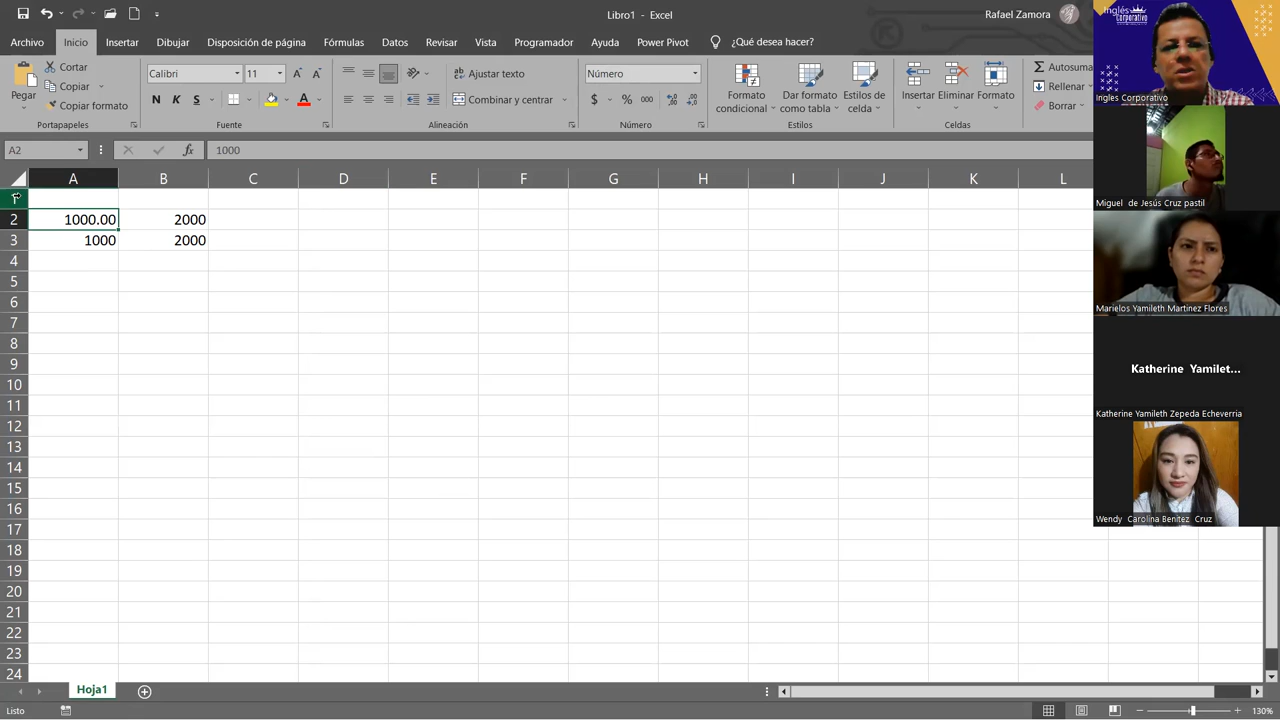 Libro1 - Excel
Rafael Zamora
Archivo Inicio Insertar Dibujar Disposición de página Fórmulas Datos Revisar Vista Programador Ayuda Power Pivot ¿Qué desea hacer?
Pegar
Cortar
Copiar
Copiar formato
Portapapeles
Calibri 11
N K S
Fuente
Ajustar texto
Combinar y centrar
Alineación
Número
$ % 000
Número
Formato condicional
Dar formato como tabla
Estilos de celda
Estilos
Insertar
Eliminar
Formato
Celdas
Autosuma
Rellenar
Borrar
A2 fx 1000
A B C D E F G H I J K L
1
2 1000.00 2000
3 1000 2000
4
5
6
7
8
9
10
11
12
13
14
15
16
17
18
19
20
21
22
23
24
Hoja1
Listo
130%
Inglés
Corporativo
Ingles Corporativo
Miguel de Jesús Cruz pastil
Marielos Yamileth Martinez Flores
Katherine Yamilet...
Katherine Yamileth Zepeda Echeverria
Wendy Carolina Benitez Cruz